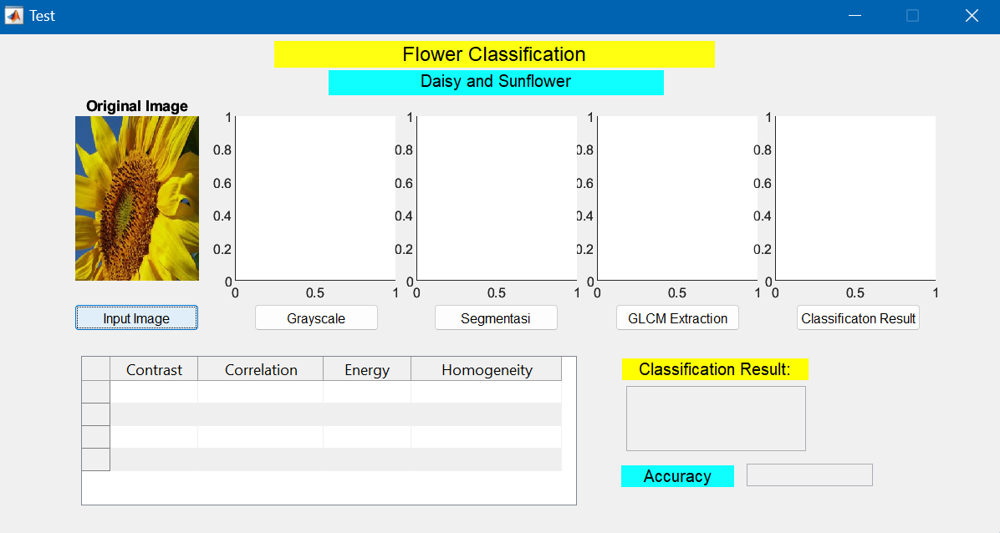 Test
Flower Classification
Daisy and Sunflower
Original Image
1
0.8
0.6
0.4
0.2
0
0 0.5 1
1
0.8
0.6
0.4
0.2
0
0 0.5 1
1
0.8
0.6
0.4
0.2
0
0 0.5 1
1
0.8
0.6
0.4
0.2
0
0 0.5 1
Input Image
Grayscale
Segmentasi
GLCM Extraction
Classificaton Result
Contrast Correlation Energy Homogeneity
Classification Result:
Accuracy